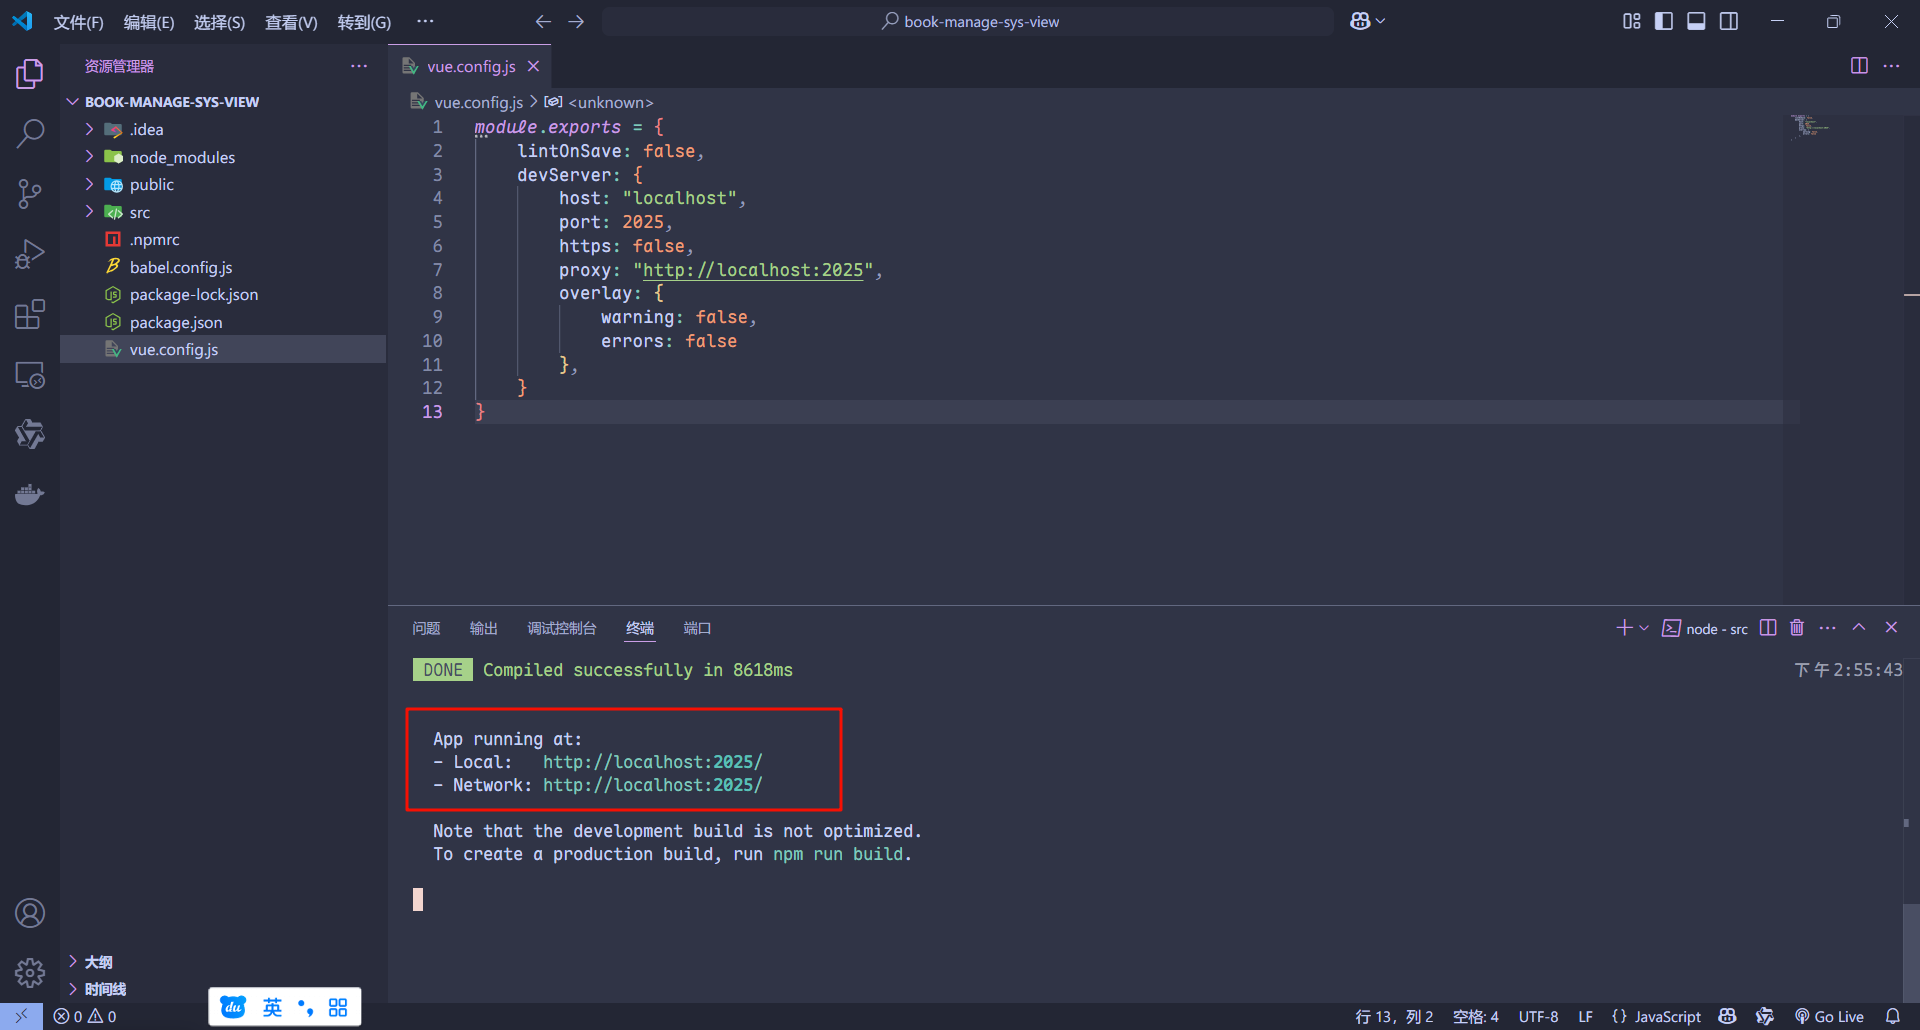 文件(F) 编辑(E) 选择(S) 查看(V) 转到(G) ···
book-manage-sys-view
资源管理器
BOOK-MANAGE-SYS-VIEW
.idea
node_modules
public
src
.npmrc
babel.config.js
package-lock.json
package.json
vue.config.js
大纲
时间线
vue.config.js
vue.config.js > <unknown>
1 module.exports = {
2 lintOnSave: false,
3 devServer: {
4 host: "localhost",
5 port: 2025,
6 https: false,
7 proxy: "http://localhost:2025",
8 overlay: {
9 warning: false,
10 errors: false
11 },
12 }
13 }
问题 输出 调试控制台 终端 端口
node - src
DONE Compiled successfully in 8618ms 下午2:55:43
App running at:
- Local: http://localhost:2025/
- Network: http://localhost:2025/
Note that the development build is not optimized.
To create a production build, run npm run build.
du 英
0 0
行 13，列 2 空格: 4 UTF-8 LF {} JavaScript Go Live